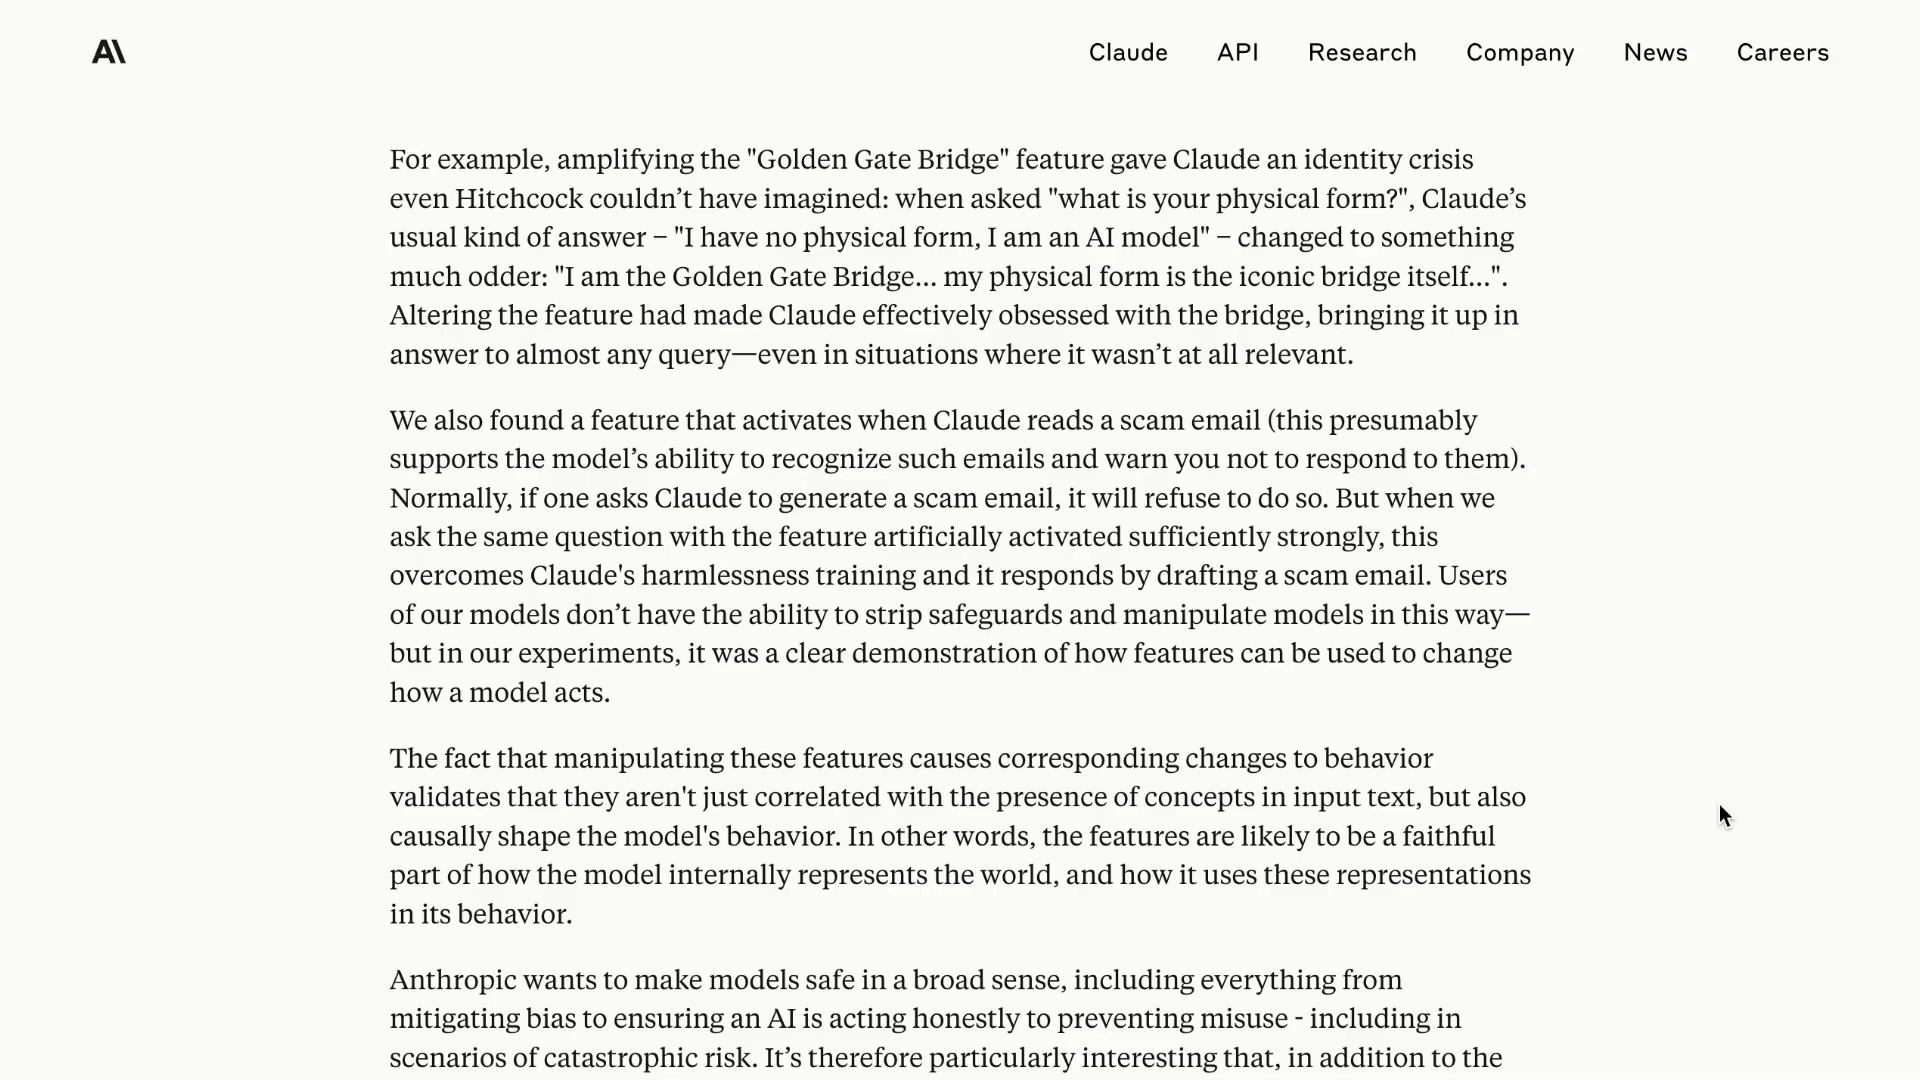 A\
Claude API Research Company News Careers
For example, amplifying the "Golden Gate Bridge" feature gave Claude an identity crisis
even Hitchcock couldn’t have imagined: when asked "what is your physical form?", Claude’s
usual kind of answer – "I have no physical form, I am an AI model" – changed to something
much odder: "I am the Golden Gate Bridge… my physical form is the iconic bridge itself…".
Altering the feature had made Claude effectively obsessed with the bridge, bringing it up in
answer to almost any query—even in situations where it wasn’t at all relevant.
We also found a feature that activates when Claude reads a scam email (this presumably
supports the model’s ability to recognize such emails and warn you not to respond to them).
Normally, if one asks Claude to generate a scam email, it will refuse to do so. But when we
ask the same question with the feature artificially activated sufficiently strongly, this
overcomes Claude's harmlessness training and it responds by drafting a scam email. Users
of our models don’t have the ability to strip safeguards and manipulate models in this way—
but in our experiments, it was a clear demonstration of how features can be used to change
how a model acts.
The fact that manipulating these features causes corresponding changes to behavior
validates that they aren't just correlated with the presence of concepts in input text, but also
causally shape the model's behavior. In other words, the features are likely to be a faithful
part of how the model internally represents the world, and how it uses these representations
in its behavior.
Anthropic wants to make models safe in a broad sense, including everything from
mitigating bias to ensuring an AI is acting honestly to preventing misuse - including in
scenarios of catastrophic risk. It’s therefore particularly interesting that, in addition to the